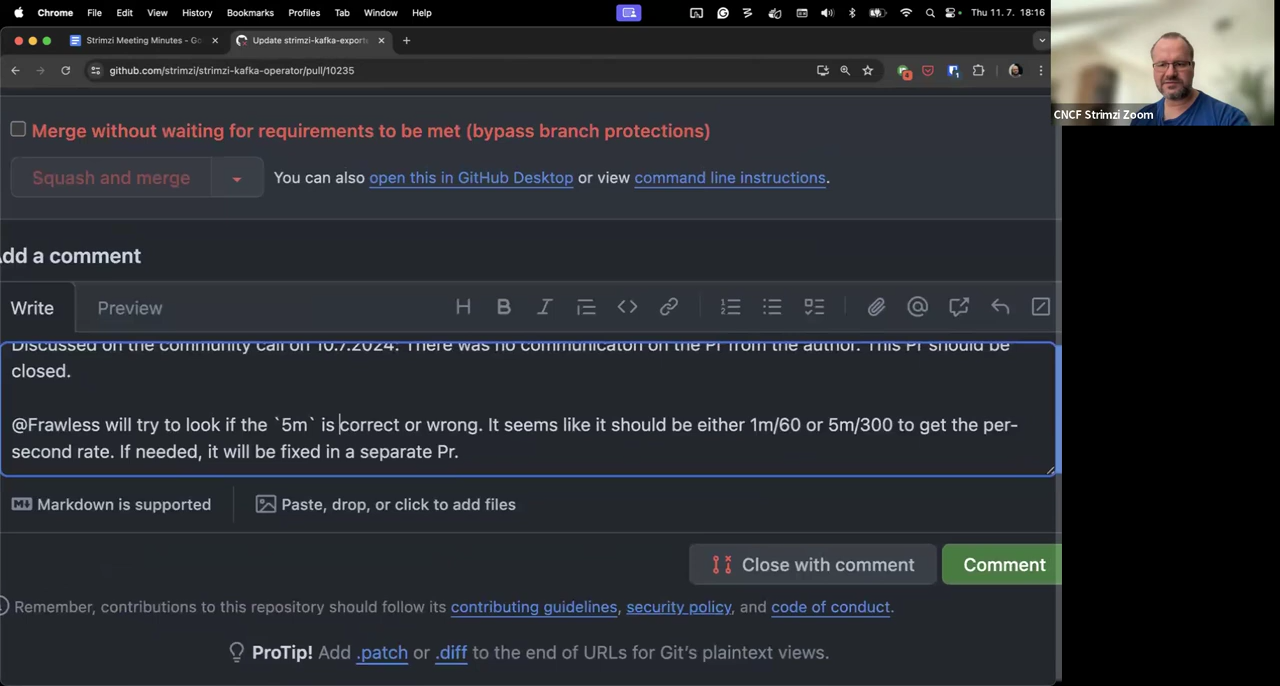 Chrome File Edit View History Bookmarks Profiles Tab Window Help Thu 11. 7. 18:16
Strimzi Meeting Minutes - Go Update strimzi-kafka-export
github.com/strimzi/strimzi-kafka-operator/pull/10235
CNCF Strimzi Zoom
Merge without waiting for requirements to be met (bypass branch protections)
Squash and merge You can also open this in GitHub Desktop or view command line instructions.
dd a comment
Write Preview
Discussed on the community call on 10.7.2024: There was no communicaton on the Pr from the author. This Pr should be
closed.
@Frawless will try to look if the `5m` is correct or wrong. It seems like it should be either 1m/60 or 5m/300 to get the per-
second rate. If needed, it will be fixed in a separate Pr.
Markdown is supported Paste, drop, or click to add files
Close with comment Comment
Remember, contributions to this repository should follow its contributing guidelines, security policy, and code of conduct.
ProTip! Add .patch or .diff to the end of URLs for Git's plaintext views.